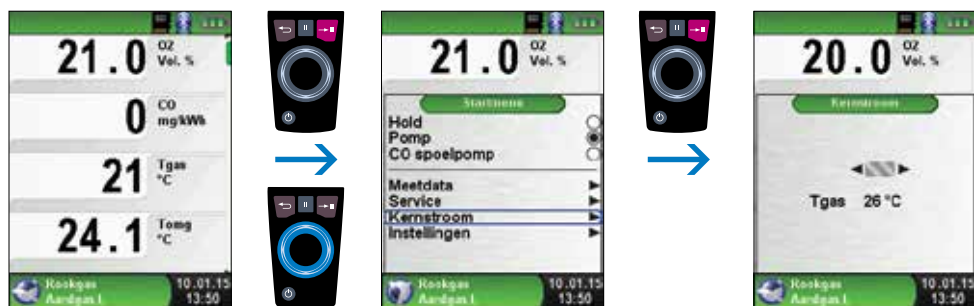 21.0 O2 Vol. %
0 CO mg/kWh
21 Tgas °C
24.1 Tomg °C
Rookgas
Aardgas L
10.01.15
13:50
21.0 O2 Vol. %
Startmenu
Hold
Pomp
CO spoelpomp
Meetdata
Service
Kernstroom
Instellingen
Rookgas
Aardgas L
10.01.15
13:50
20.0 O2 Vol. %
Kernstroom
Tgas 26 °C
Rookgas
Aardgas L
10.01.15
13:50